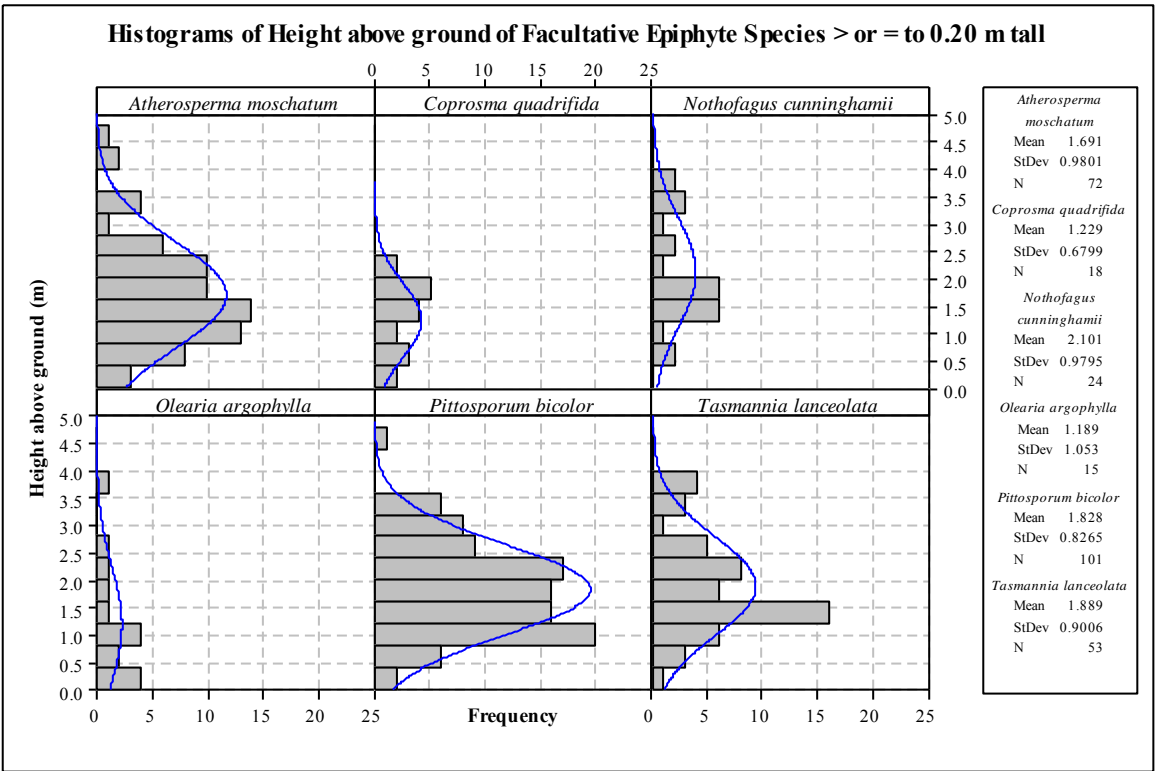 Histograms of Height above ground of Facultative Epiphyte Species > or = to 0.20 m tall
0 5 10 15 20 25
Atherosperma moschatum Coprosma quadrifida Nothofagus cunninghamii
5.0
4.5
4.0
3.5
3.0
2.5
2.0
1.5
1.0
0.5
0.0
Height above ground (m)
Olearia argophylla Pittosporum bicolor Tasmannia lanceolata
5.0
4.5
4.0
3.5
3.0
2.5
2.0
1.5
1.0
0.5
0.0
0 5 10 15 20 25 0 5 10 15 20 25
Frequency
Atherosperma
moschatum
Mean 1.691
StDev 0.9801
N 72
Coprosma quadrifida
Mean 1.229
StDev 0.6799
N 18
Nothofagus
cunninghamii
Mean 2.101
StDev 0.9795
N 24
Olearia argophylla
Mean 1.189
StDev 1.053
N 15
Pittosporum bicolor
Mean 1.828
StDev 0.8265
N 101
Tasmannia lanceolata
Mean 1.889
StDev 0.9006
N 53